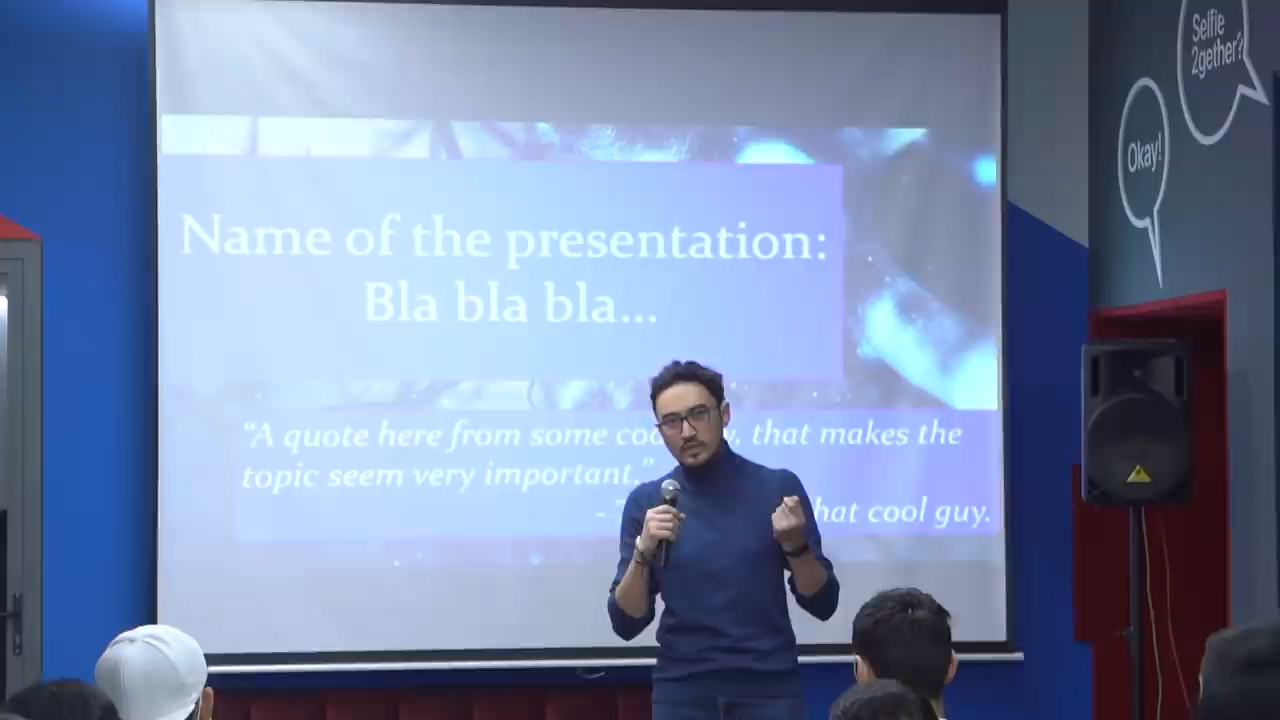 Name of the presentation:
Bla bla bla...
“A quote here from some that makes the
topic seem very important.”
- that cool guy.
Selfie
2gether?
Okay!